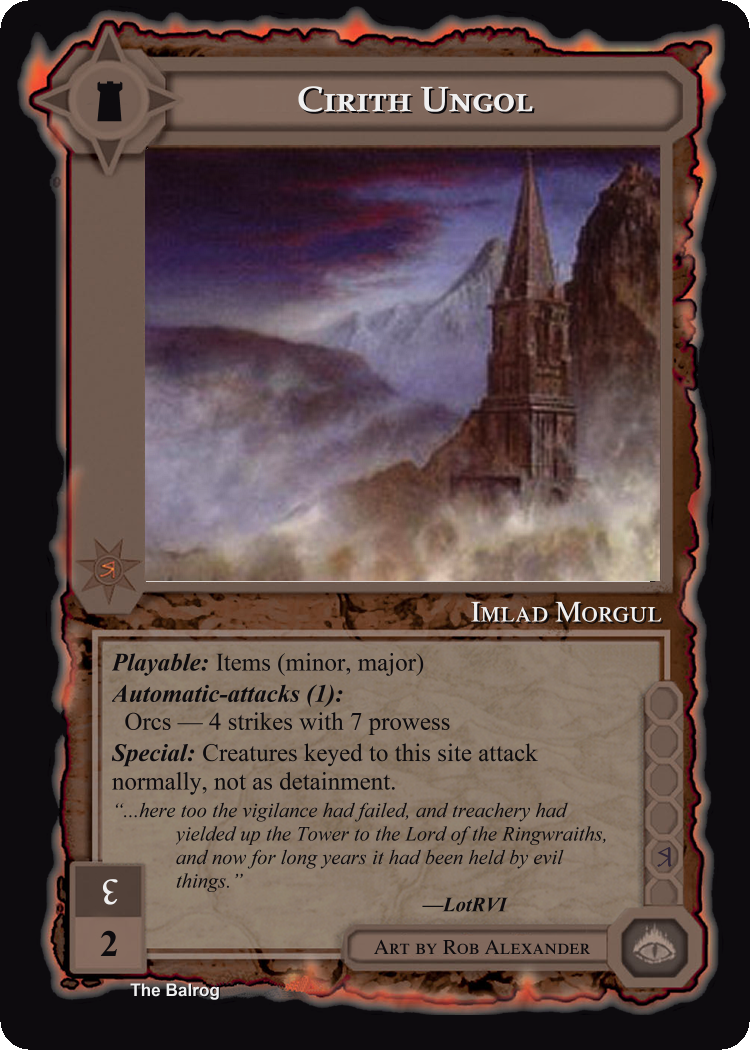 Cirith Ungol
Imlad Morgul
Playable: Items (minor, major)
Automatic-attacks (1):
Orcs — 4 strikes with 7 prowess
Special: Creatures keyed to this site attack
normally, not as detainment.
“...here too the vigilance had failed, and treachery had
yielded up the Tower to the Lord of the Ringwraiths,
and now for long years it had been held by evil
things.”
—LotRVI
2
Art by Rob Alexander
The Balrog